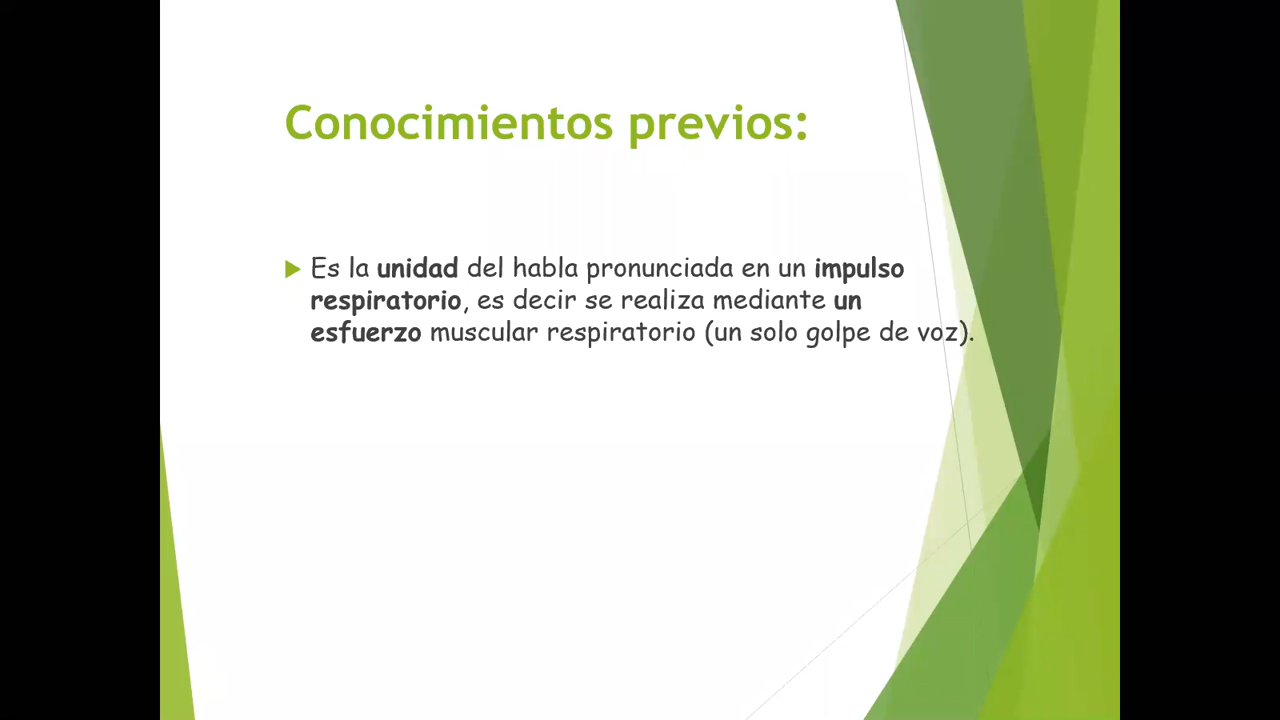 Conocimientos previos:
Es la unidad del habla pronunciada en un impulso
respiratorio, es decir se realiza mediante un
esfuerzo muscular respiratorio (un solo golpe de voz).